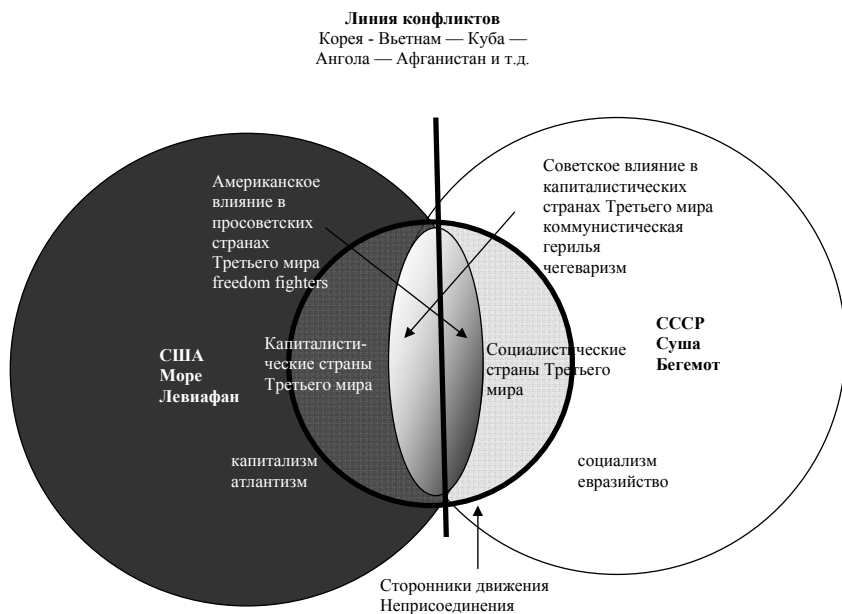 Линия конфликтов
Корея - Вьетнам — Куба —
Ангола — Афганистан и т.д.
Американское
влияние в
просоветских
странах
Третьего мира
freedom fighters
Советское влияние в
капиталистических
странах Третьего мира
коммунистическая
герилья
чегеваризм
США
Море
Левиафан
Капиталисти-
ческие страны
Третьего мира
Социалистические
страны Третьего
мира
СССР
Суша
Бегемот
капитализм
атлантизм
социализм
евразийство
Сторонники движения
Неприсоединения